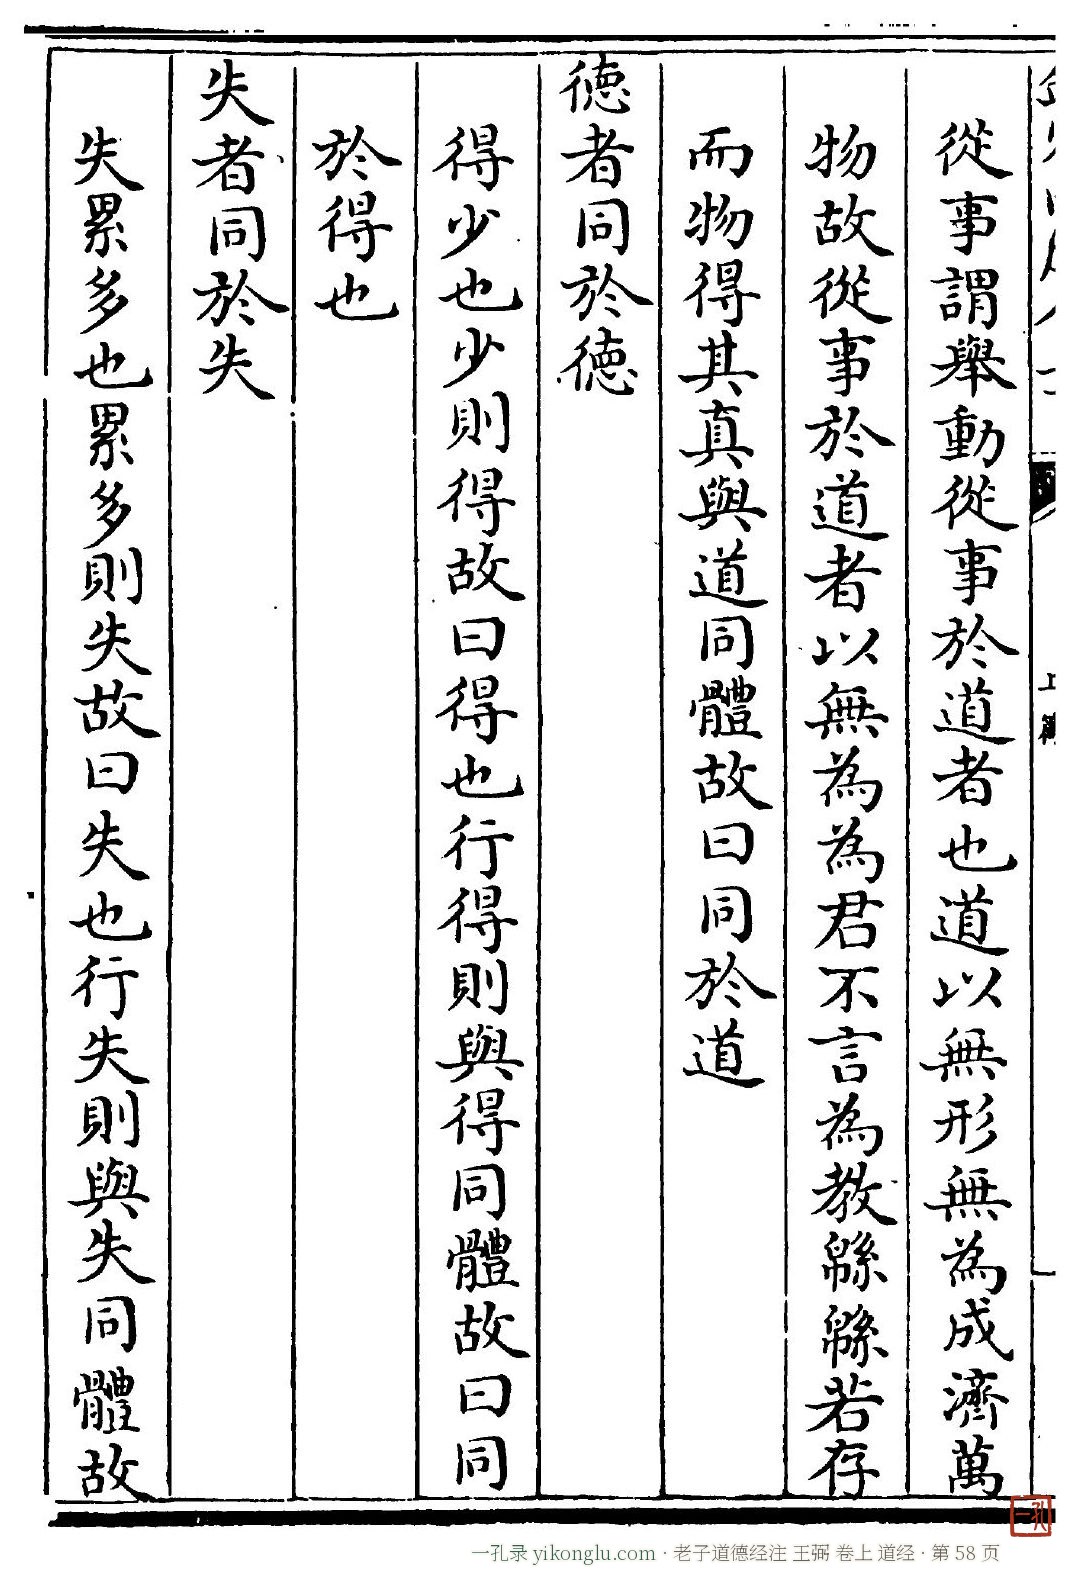 從事謂舉動從事於道者也道以無形無為成濟萬
物故從事於道者以無為為君不言為教緜緜若存
而物得其真與道同體故曰同於道
德者同於德
得少也少則得故曰得也行得則與得同體故曰同
於得也
失者同於失
失累多也累多則失故曰失也行失則與失同體故
一孔
一孔录 yikonglu.com · 老子道德经注 王弼 卷上 道经 · 第 58 页